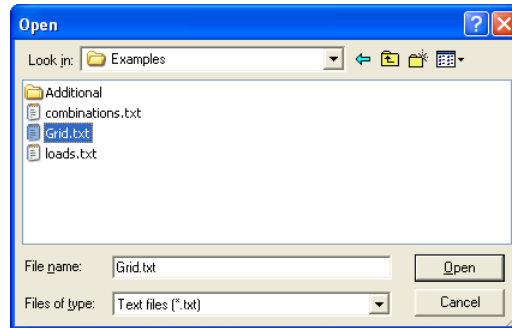 Open
Look in: Examples
Additional
combinations.txt
Grid.txt
loads.txt
File name: Grid.txt Open
Files of type: Text files (*.txt) Cancel